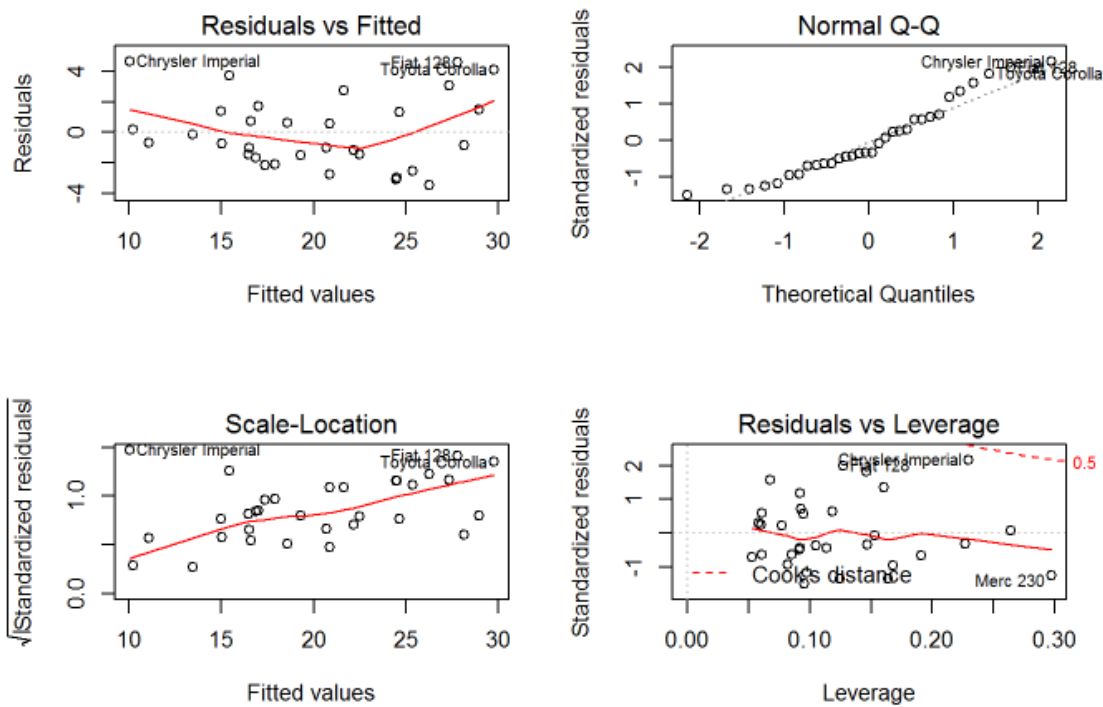 Residuals vs Fitted
Residuals
4
0
-4
Chrysler Imperial
Fiat 128
Toyota Corolla
10 15 20 25 30
Fitted values
Normal Q-Q
Standardized residuals
2
1
-1
Chrysler Imperial
Fiat 128
Toyota Corolla
-2 -1 0 1 2
Theoretical Quantiles
Scale-Location
√|Standardized residuals|
1.0
0.0
Chrysler Imperial
Fiat 128
Toyota Corolla
10 15 20 25 30
Fitted values
Residuals vs Leverage
Standardized residuals
2
1
-1
Chrysler Imperial
Fiat 128
0.5
Cook's distance
Merc 230
0.00 0.10 0.20 0.30
Leverage